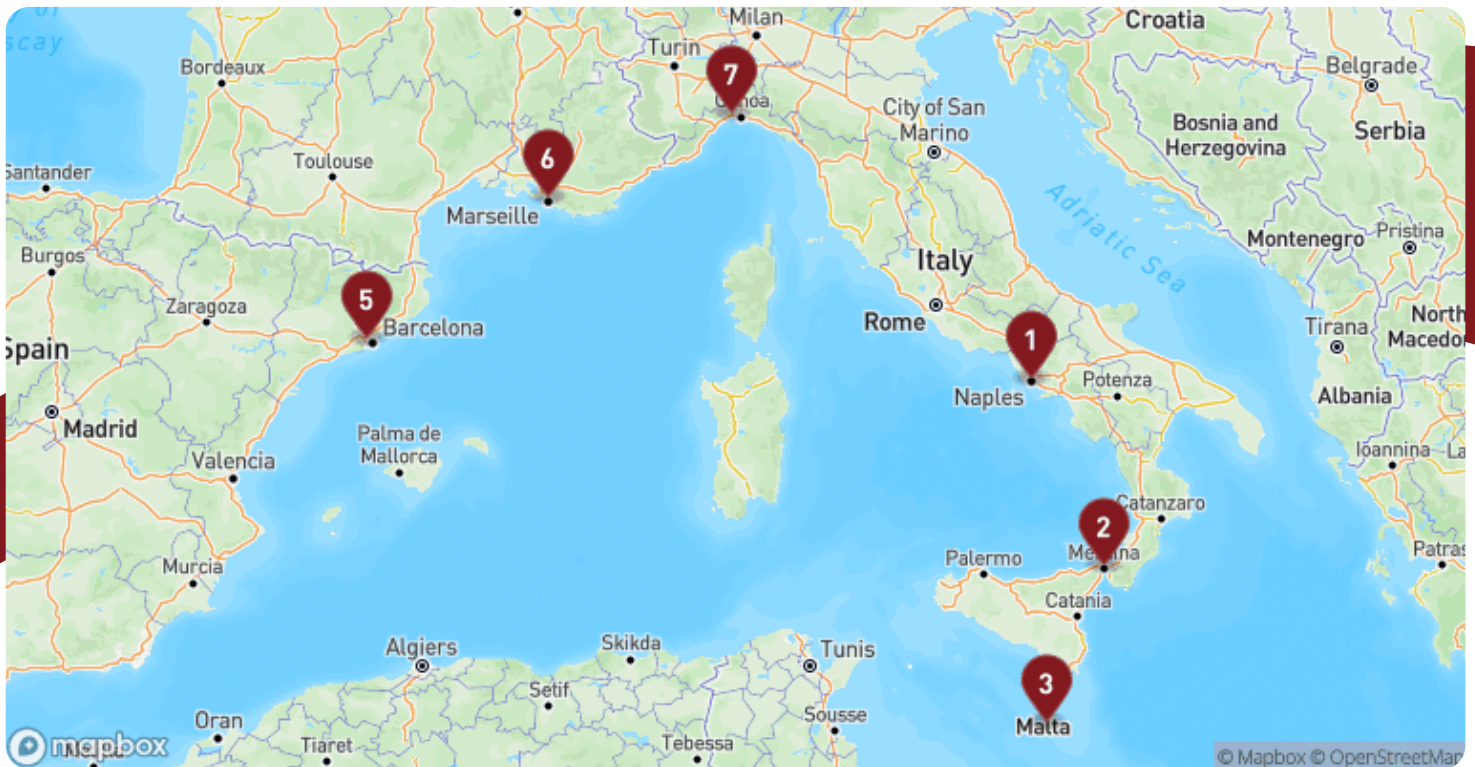 y of
scay
Milan
Croatia
Turin
Bordeaux
7
Belgrade
City of San
Marino
Bosnia and
Herzegovina
Serbia
6
Toulouse
Santander
Marseille
Adriatic Sea
Montenegro
Pristina
Burgos
Italy
5
Zaragoza
Barcelona
Rome
North
Macedo
Tirana
1
Spain
Naples
Potenza
Albania
Madrid
Palma de
Mallorca
Valencia
Ioannina
La
Catanzaro
2
Messina
Palermo
Patras
Murcia
Catania
Algiers
Skikda
Tunis
3
Setif
Malta
Oran
Sousse
Tiaret
Tebessa
mapbox
© Mapbox © OpenStreetMap